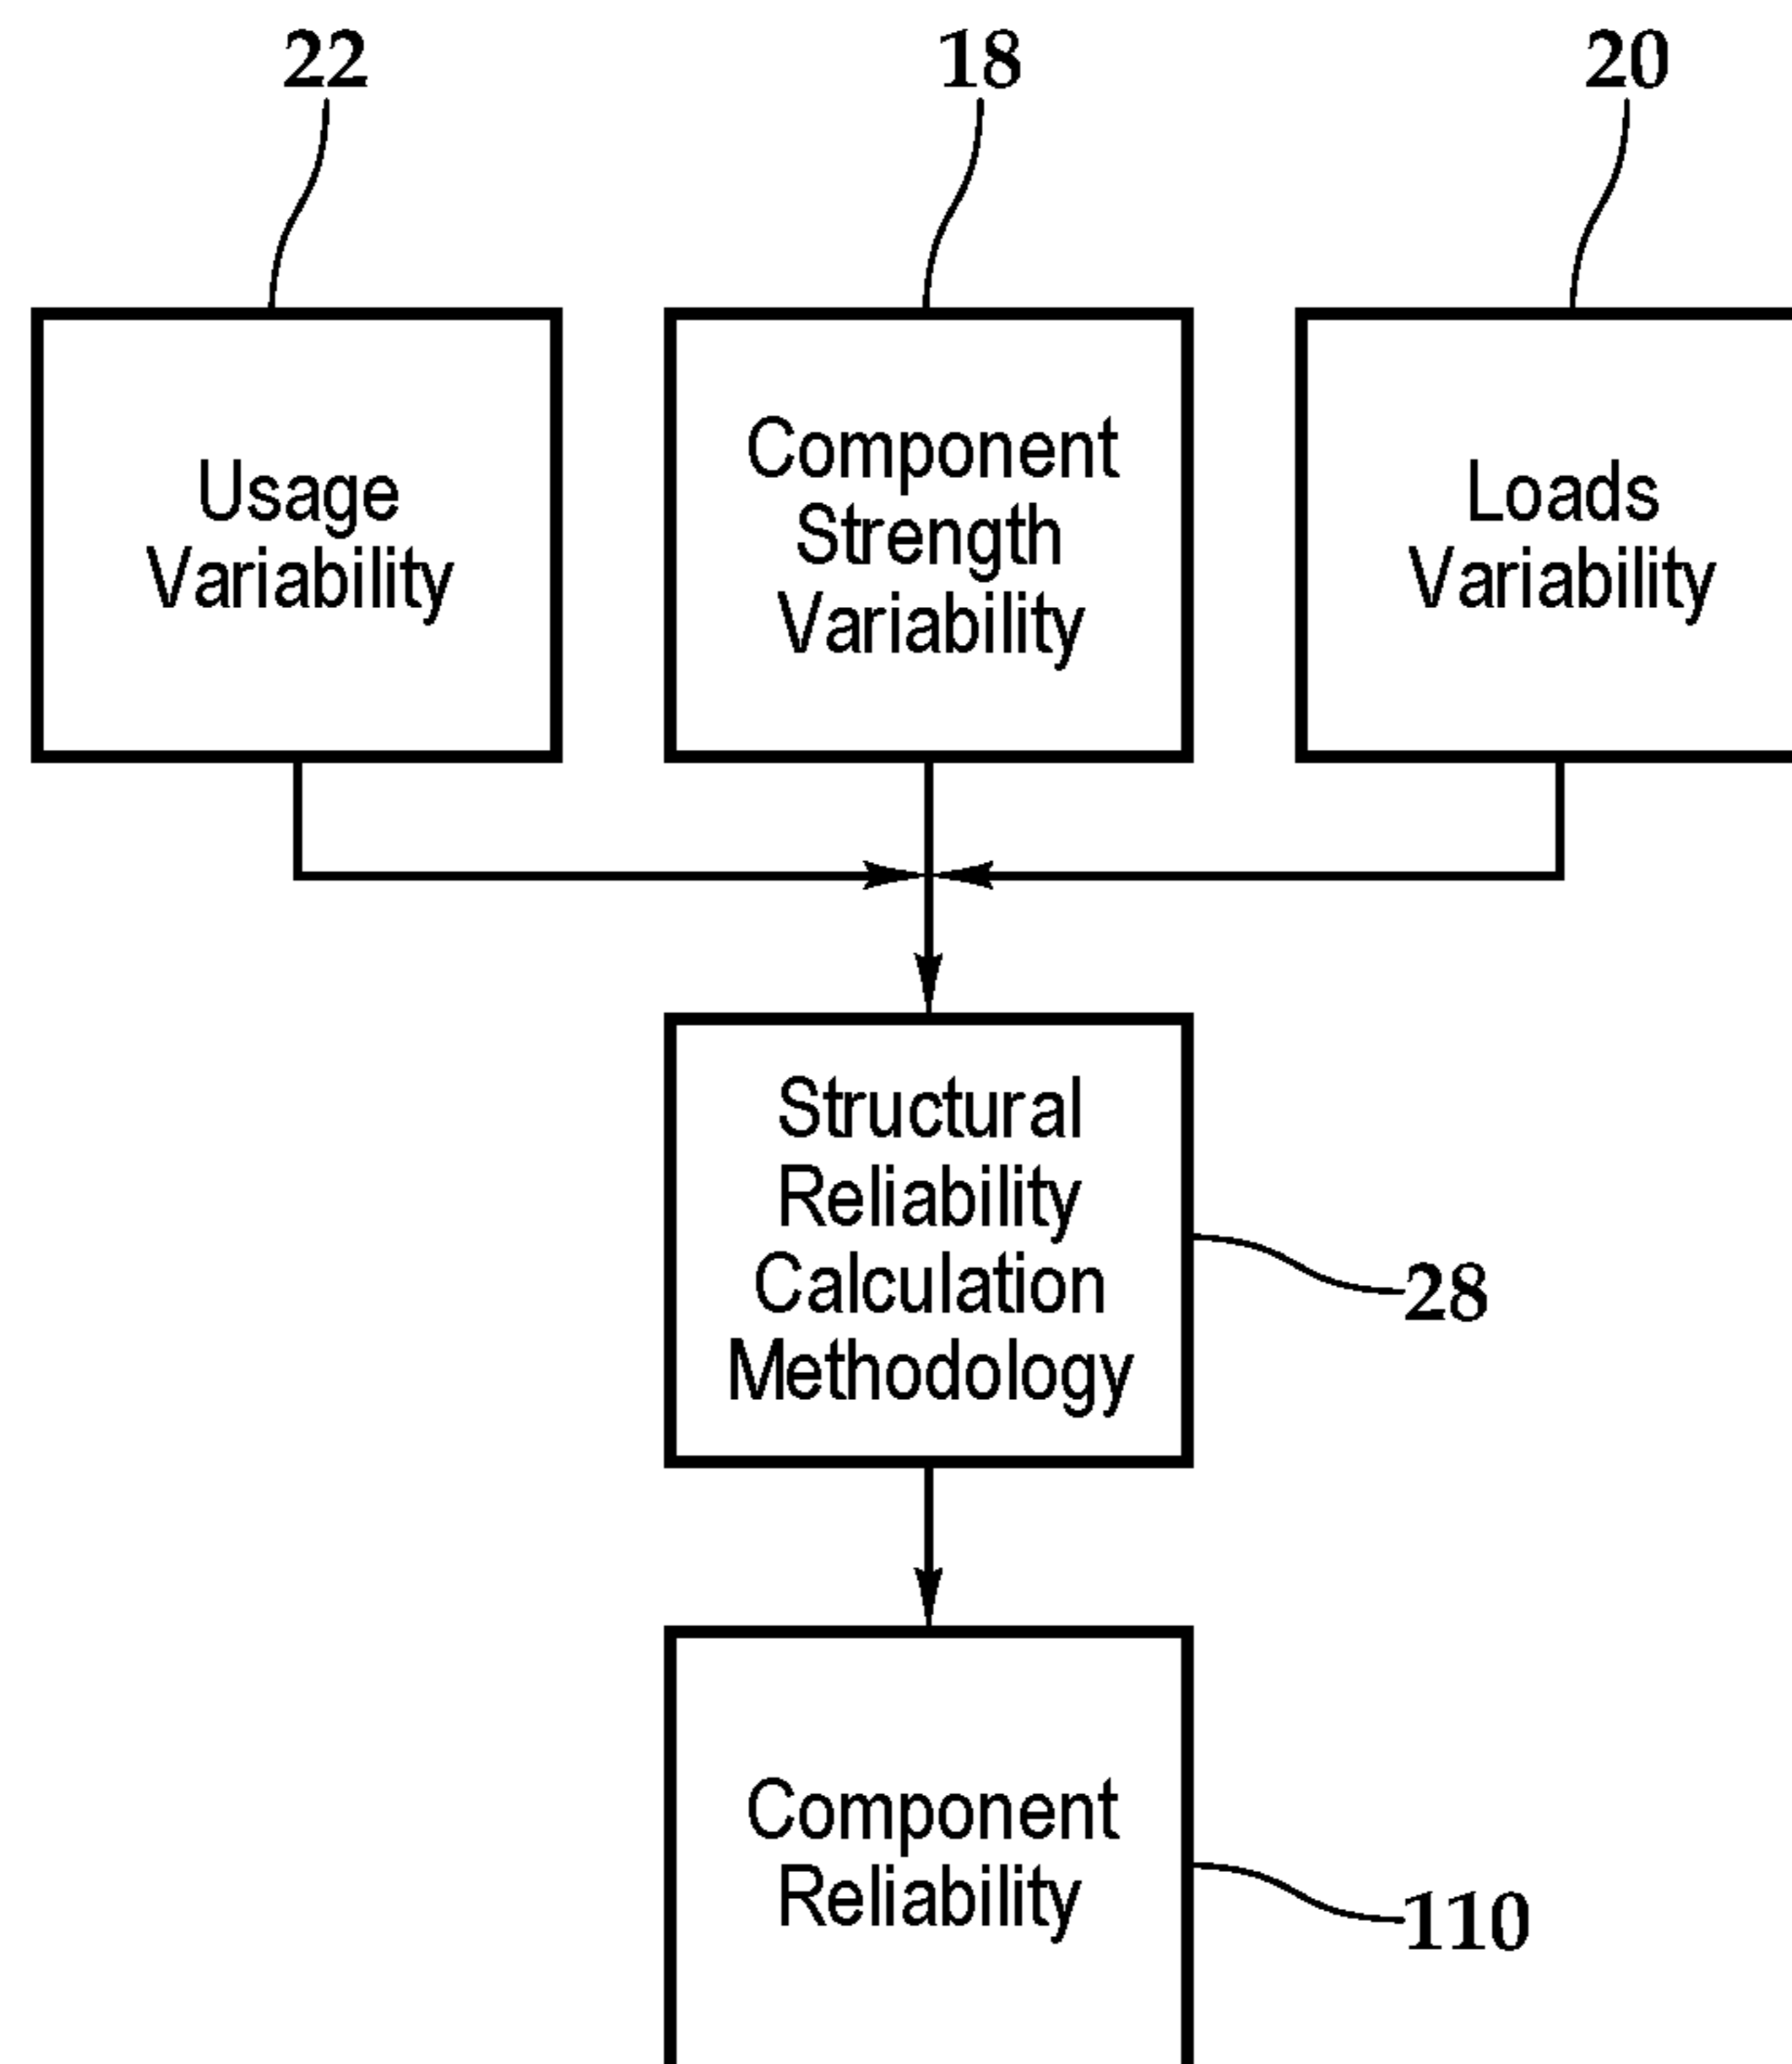 22
18
20
Usage
Variability
Component
Strength
Variability
Loads
Variability
Structural
Reliability
Calculation
Methodology
28
Component
Reliability
110